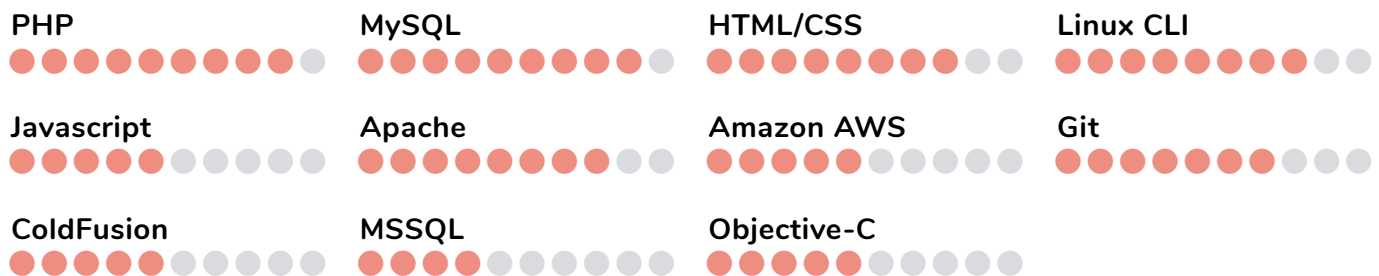 PHP
MySQL
HTML/CSS
Linux CLI
Javascript
Apache
Amazon AWS
Git
ColdFusion
MSSQL
Objective-C